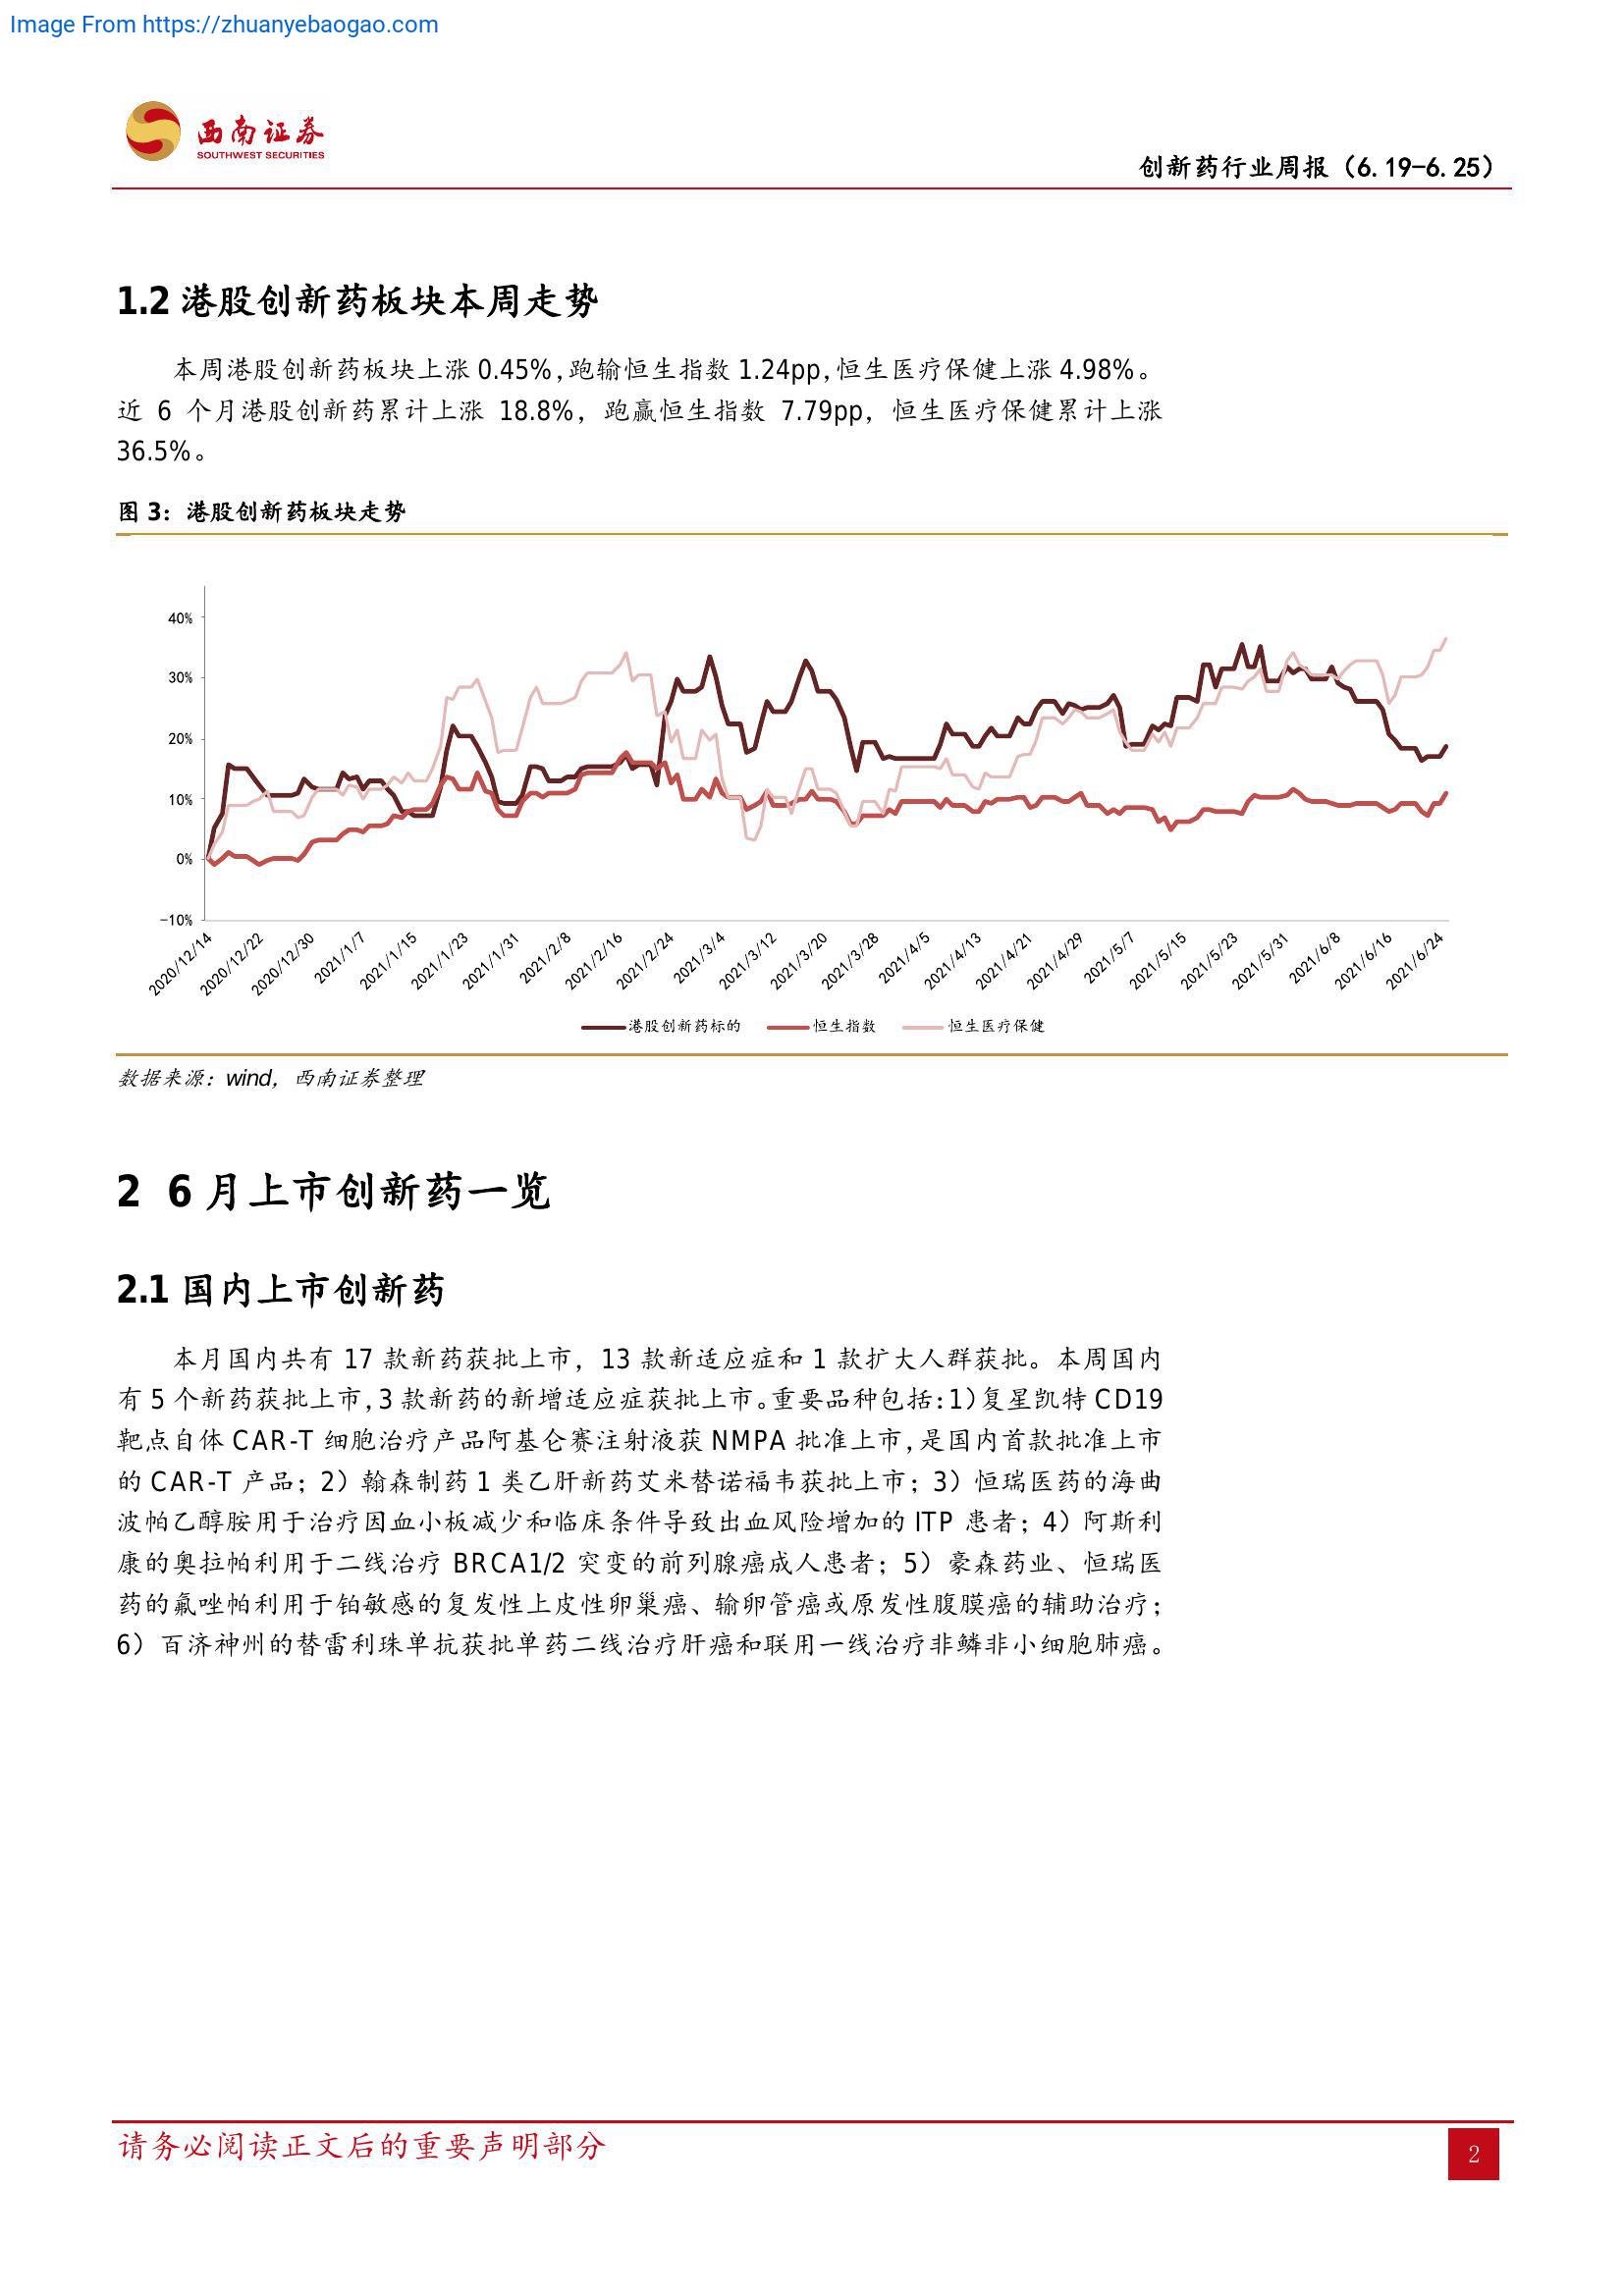 Image From https://zhuanyebaogao.com
西南证券
SOUTHWEST SECURITIES
创新药行业周报（6.19-6.25）
1.2 港股创新药板块本周走势
本周港股创新药板块上涨 0.45%，跑输恒生指数 1.24pp，恒生医疗保健上涨 4.98%。
近 6 个月港股创新药累计上涨 18.8%，跑赢恒生指数 7.79pp，恒生医疗保健累计上涨
36.5%。
图 3：港股创新药板块走势
40%
30%
20%
10%
0%
-10%
2020/12/14 2020/12/22 2020/12/30 2021/1/7 2021/1/15 2021/1/23 2021/1/31 2021/2/8 2021/2/16 2021/2/24 2021/3/4 2021/3/12 2021/3/20 2021/3/28 2021/4/5 2021/4/13 2021/4/21 2021/4/29 2021/5/7 2021/5/15 2021/5/23 2021/5/31 2021/6/8 2021/6/16 2021/6/24
港股创新药标的 恒生指数 恒生医疗保健
数据来源：wind，西南证券整理
2 6 月上市创新药一览
2.1 国内上市创新药
本月国内共有 17 款新药获批上市，13 款新适应症和 1 款扩大人群获批。本周国内
有 5 个新药获批上市，3 款新药的新增适应症获批上市。重要品种包括：1）复星凯特 CD19
靶点自体 CAR-T 细胞治疗产品阿基仑赛注射液获 NMPA 批准上市，是国内首款批准上市
的 CAR-T 产品；2）翰森制药 1 类乙肝新药艾米替诺福韦获批上市；3）恒瑞医药的海曲
波帕乙醇胺用于治疗因血小板减少和临床条件导致出血风险增加的 ITP 患者；4）阿斯利
康的奥拉帕利用于二线治疗 BRCA1/2 突变的前列腺癌成人患者；5）豪森药业、恒瑞医
药的氟唑帕利用于铂敏感的复发性上皮性卵巢癌、输卵管癌或原发性腹膜癌的辅助治疗；
6）百济神州的替雷利珠单抗获批单药二线治疗肝癌和联用一线治疗非鳞非小细胞肺癌。
请务必阅读正文后的重要声明部分
2